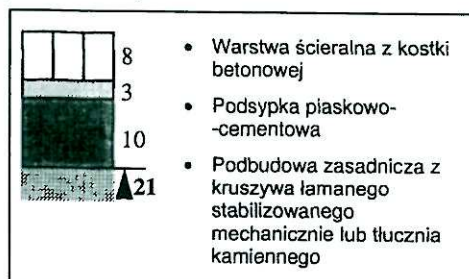 8
3
10
21
• Warstwa ścieralna z kostki
betonowej
• Podsypka piaskowo-
-cementowa
• Podbudowa zasadnicza z
kruszywa łamanego
stabilizowanego
mechanicznie lub tłucznia
kamiennego